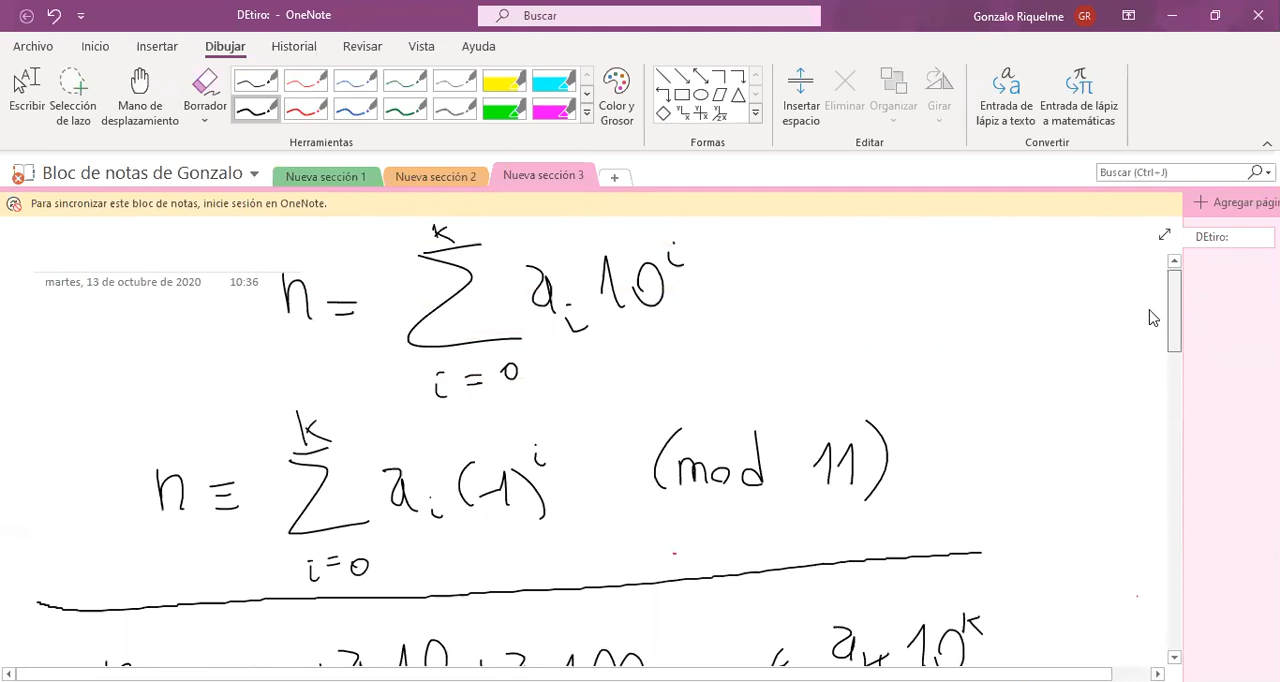 DEtiro: - OneNote
Buscar
Gonzalo Riquelme GR
Archivo Inicio Insertar Dibujar Historial Revisar Vista Ayuda
Escribir Selección de lazo Mano de desplazamiento Borrador Color y Grosor Insertar espacio Eliminar Organizar Girar Entrada de lápiz a texto Entrada de lápiz a matemáticas
Herramientas Formas Editar Convertir
Bloc de notas de Gonzalo Nueva sección 1 Nueva sección 2 Nueva sección 3 Buscar (Ctrl+J)
Para sincronizar este bloc de notas, inicie sesión en OneNote. Agregar págin
DEtiro:
martes, 13 de octubre de 2020 10:36
n = ∑_{i=0}^{k} a_i 10^i
n ≡ ∑_{i=0}^{k} a_i (-1)^i (mod 11)
a_k 10^k